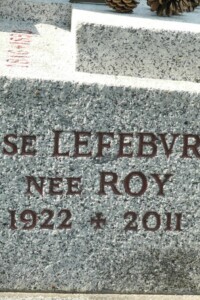 SE LEFEBVR
NEE ROY
1922 + 2011